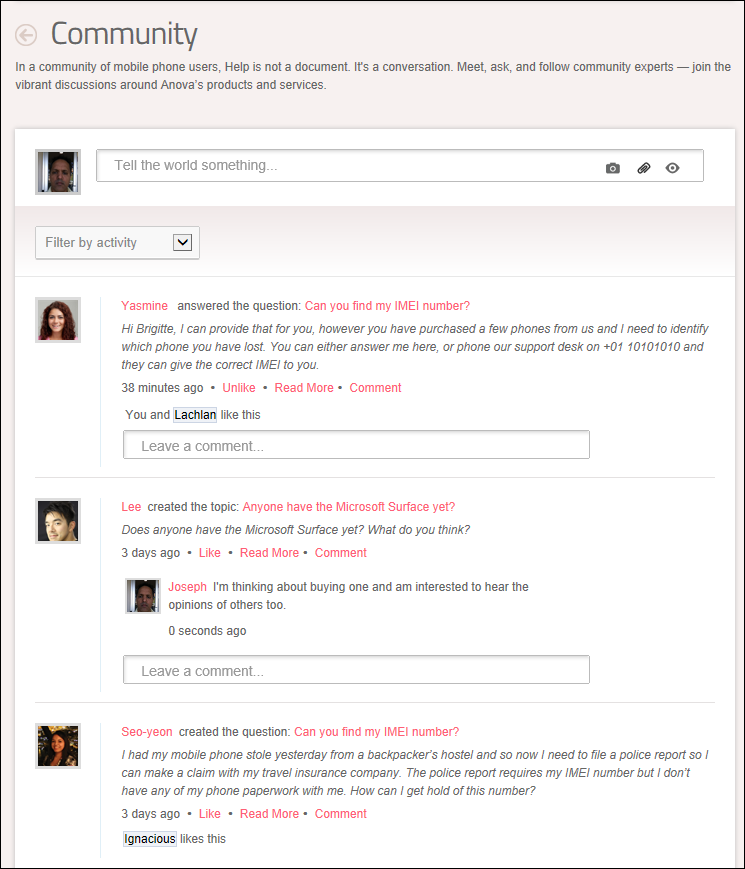 Community
In a community of mobile phone users, Help is not a document. It's a conversation. Meet, ask, and follow community experts — join the
vibrant discussions around Anova's products and services.
Tell the world something...
Filter by activity
Yasmine answered the question: Can you find my IMEI number?
Hi Brigitte, I can provide that for you, however you have purchased a few phones from us and I need to identify
which phone you have lost. You can either answer me here, or phone our support desk on +01 10101010 and
they can give the correct IMEI to you.
38 minutes ago • Unlike • Read More • Comment
You and Lachlan like this
Leave a comment...
Lee created the topic: Anyone have the Microsoft Surface yet?
Does anyone have the Microsoft Surface yet? What do you think?
3 days ago • Like • Read More • Comment
Joseph I'm thinking about buying one and am interested to hear the
opinions of others too.
0 seconds ago
Leave a comment...
Seo-yeon created the question: Can you find my IMEI number?
I had my mobile phone stole yesterday from a backpacker's hostel and so now I need to file a police report so I
can make a claim with my travel insurance company. The police report requires my IMEI number but I don't
have any of my phone paperwork with me. How can I get hold of this number?
3 days ago • Like • Read More • Comment
Ignacious likes this